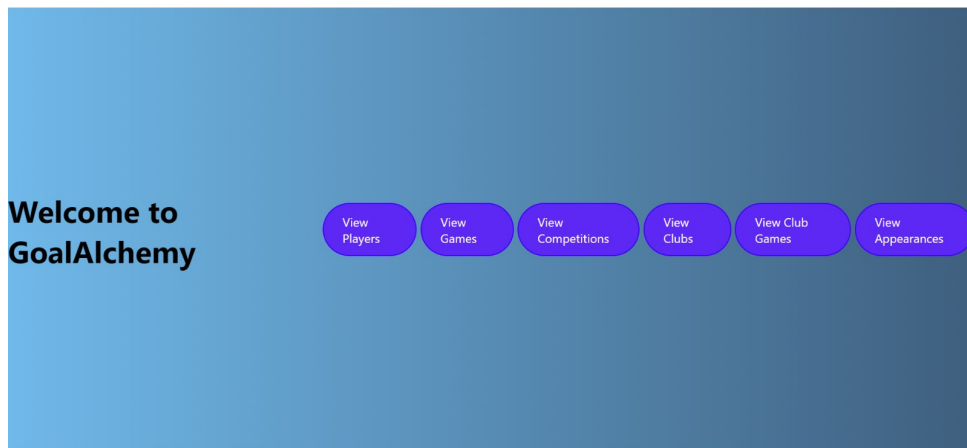 Welcome to
GoalAlchemy
View
Players
View
Games
View
Competitions
View
Clubs
View Club
Games
View
Appearances